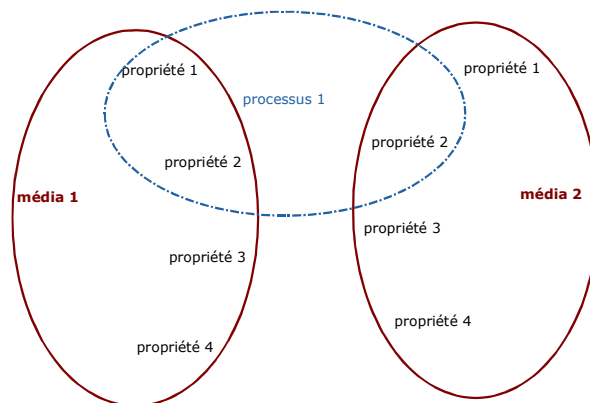 propriété 1
propriété 1
processus 1
propriété 2
propriété 2
média 1
média 2
propriété 3
propriété 3
propriété 4
propriété 4